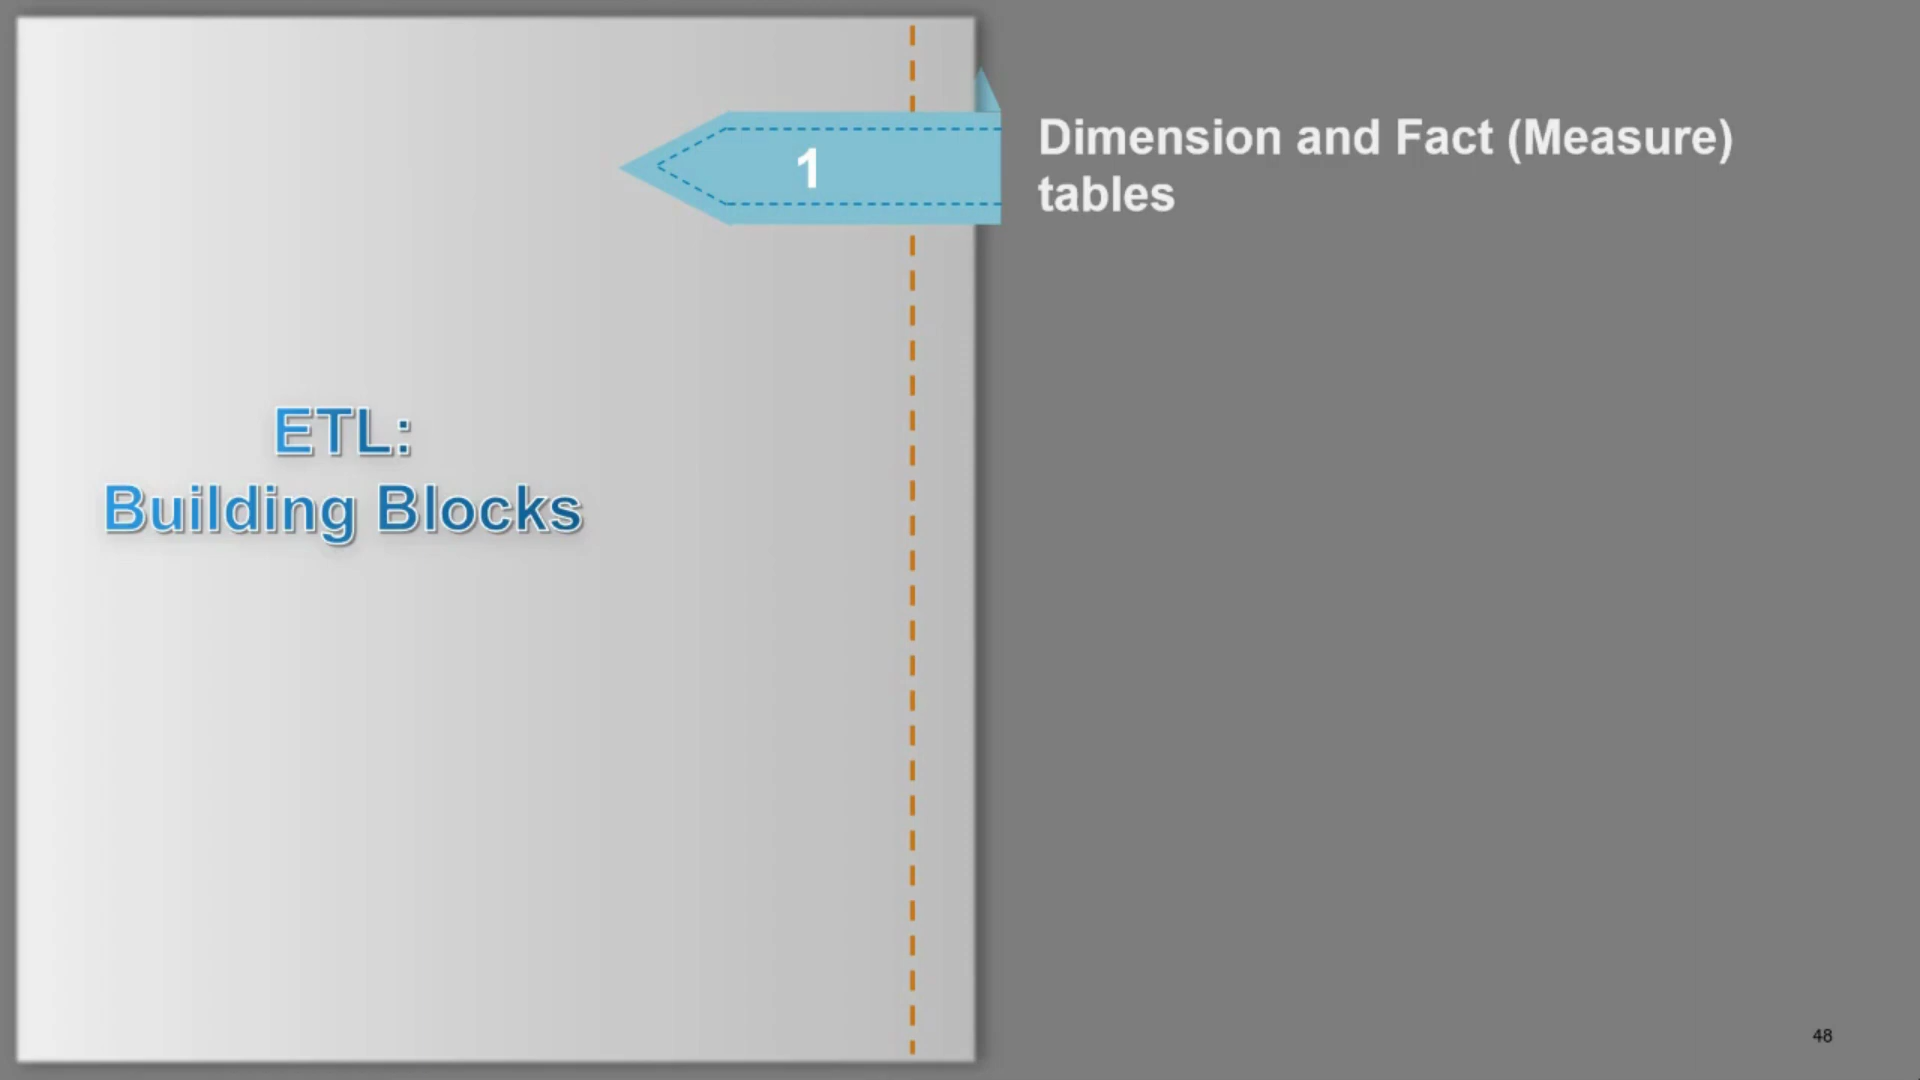 1
Dimension and Fact (Measure)
tables
ETL:
Building Blocks
48